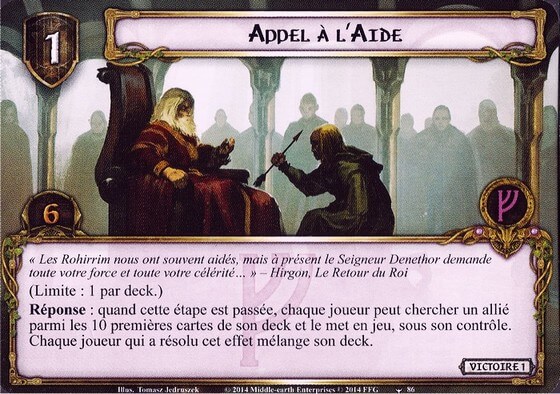 1
APPEL À L'AIDE
6
« Les Rohirrim nous ont souvent aidés, mais à présent le Seigneur Denethor demande
toute votre force et toute votre célérité… » – Hirgon, Le Retour du Roi
(Limite : 1 par deck.)
Réponse : quand cette étape est passée, chaque joueur peut chercher un allié
parmi les 10 premières cartes de son deck et le met en jeu, sous son contrôle.
Chaque joueur qui a résolu cet effet mélange son deck.
VICTOIRE 1
Illus. Tomasz Jedruszek © 2014 Middle-earth Enterprises © 2014 FFG 86